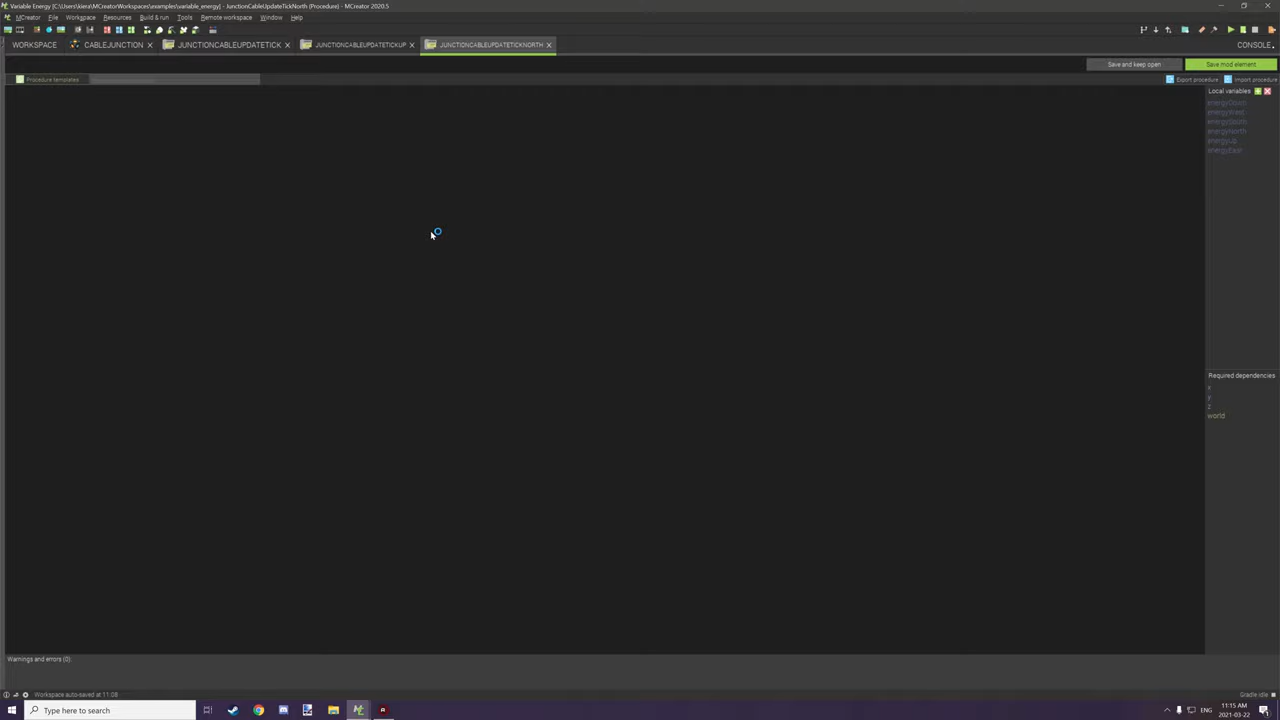 Variable Energy [C:\Users\kiera\MCreatorWorkspaces\examples\variable_energy] - JunctionCableUpdateTickNorth (Procedure) - MCreator 2020.5
MCreator File Workspace Resources Build & run Tools Remote workspace Window Help
WORKSPACE CABLEJUNCTION JUNCTIONCABLEUPDATETICK JUNCTIONCABLEUPDATETICKUP JUNCTIONCABLEUPDATETICKNORTH CONSOLE
Save and keep open Save mod element
Procedure templates Export procedure Import procedure
Local variables
energyDown
energyWest
energySouth
energyNorth
energyUp
energyEast
Required dependencies
x
y
z
world
Warnings and errors (0):
Workspace auto-saved at 11:08 Gradle idle
Type here to search ENG 11:15 AM
2021-03-22